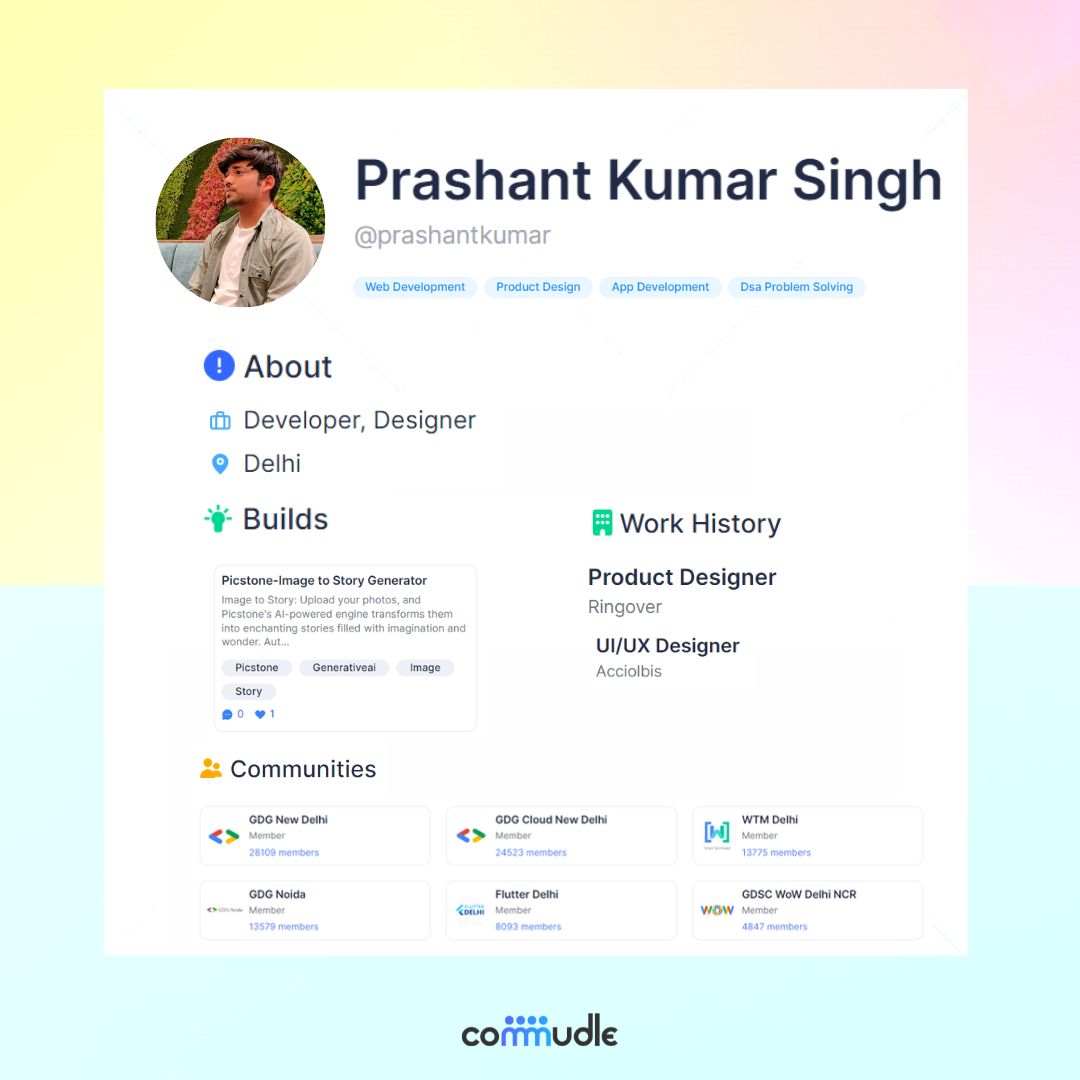 Prashant Kumar Singh
@prashantkumar
Web Development
Product Design
App Development
Dsa Problem Solving
About
Developer, Designer
Delhi
Builds
Picstone-Image to Story Generator
Image to Story: Upload your photos, and
Picstone's AI-powered engine transforms them
into enchanting stories filled with imagination and
wonder. Aut...
Picstone
Generativeai
Image
Story
0
1
Work History
Product Designer
Ringover
UI/UX Designer
Acciolbis
Communities
GDG New Delhi
Member
28109 members
GDG Cloud New Delhi
Member
24523 members
WTM Delhi
Member
13775 members
GDG Noida
GDG Noida
Member
13579 members
FLUTTER
DELHI
Flutter Delhi
Member
8093 members
WOW
GDSC WoW Delhi NCR
Member
4847 members
commudle